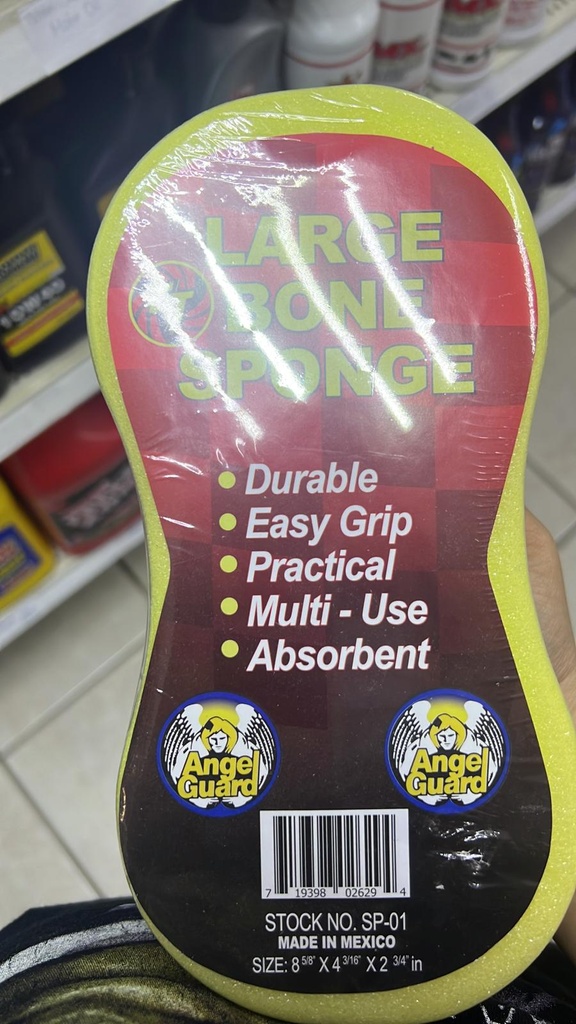 LARGE
BONE
SPONGE
Durable
Easy Grip
Practical
Multi - Use
Absorbent
Angel
Guard
Angel
Guard
7 19398 02629 4
STOCK NO. SP-01
MADE IN MEXICO
SIZE: 8 5/8" X 4 3/16" X 2 3/4" in
10W40